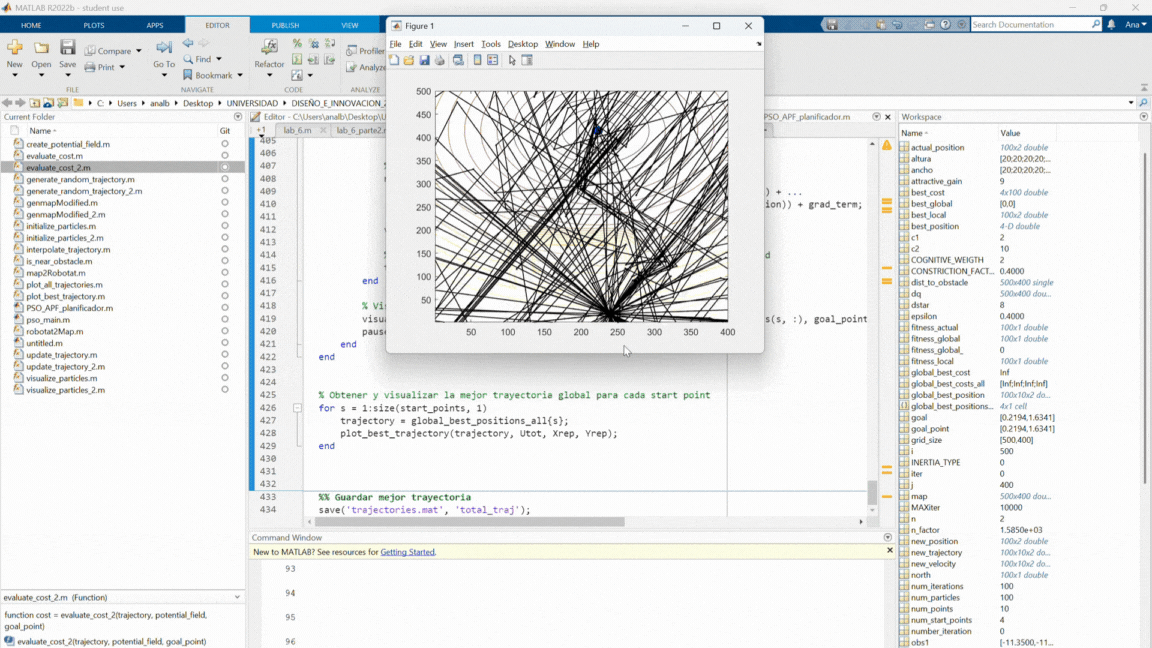 MATLAB R2022b - student use
HOME PLOTS APPS EDITOR PUBLISH VIEW
Search Documentation
Ana
New Open Save
Compare
Print
Go To
Find
Bookmark
Refactor
Profiler
Analyze
FILE NAVIGATE CODE ANALYZE
C: Users analb Desktop UNIVERSIDAD
Current Folder
Name Git
create_potential_field.m
evaluate_cost.m
evaluate_cost_2.m
generate_random_trajectory.m
generate_random_trajectory_2.m
genmapModified.m
genmapModified_2.m
initialize_particles.m
initialize_particles_2.m
interpolate_trajectory.m
is_near_obstacle.m
map2Robotat.m
plot_all_trajectories.m
plot_best_trajectory.m
PSO_APF_planificador.m
pso_main.m
robotat2Map.m
untitled.m
update_trajectory.m
update_trajectory_2.m
visualize_particles.m
visualize_particles_2.m
evaluate_cost_2.m (Function)
function cost = evaluate_cost_2(trajectory, potential_field,
goal_point)
evaluate_cost_2(trajectory, potential_field, goal_point)
Figure 1
File Edit View Insert Tools Desktop Window Help
500
450
400
350
300
250
200
150
100
50
50 100 150 200 250 300 350 400
+1 lab_6.m lab_6_parte2. PSO_APF_planificador.m
405
406
407
408 ) + ...
409 ion)) + grad_term;
410
411
412
413
414
415
416 end
417
418
419 s(s, :), goal_point
420
421 end
422 end
423
424
425 % Obtener y visualizar la mejor trayectoria global para cada start point
426 for s = 1:size(start_points, 1)
427 trajectory = global_best_positions_all{s};
428 plot_best_trajectory(trajectory, Utot, Xrep, Yrep);
429 end
430
431
432
433 %% Guardar mejor trayectoria
434 save('trajectories.mat', 'total_traj');
Command Window
New to MATLAB? See resources for Getting Started.
93
94
95
96
Workspace
Name Value
actual_position 100x2 double
altura [20;20;20;20;...
ancho [20;20;20;20;...
attractive_gain 9
best_cost 4x100 double
best_global [0,0]
best_local 100x2 double
best_position 4-D double
c1 2
c2 10
COGNITIVE_WEIGTH 2
CONSTRICTION_FACT... 0.4000
dist_to_obstacle 500x400 single
dq 500x400 dou...
dstar 8
epsilon 0.4000
fitness_actual 100x1 double
fitness_global 100x1 double
fitness_global_ 0
fitness_local 100x1 double
global_best_cost Inf
global_best_costs_all [Inf;Inf;Inf;Inf]
global_best_position 100x10x2 do...
global_best_positions... 4x1 cell
goal [0.2194,1.6341]
goal_point [0.2194,1.6341]
grid_size [500,400]
i 500
INERTIA_TYPE 0
iter 0
j 400
map 500x400 dou...
MAXiter 10000
n 2
n_factor 1.5850e+03
new_position 100x2 double
new_trajectory 100x10x2 do...
new_velocity 100x10x2 do...
north 100x1 double
num_iterations 100
num_particles 100
num_points 10
num_start_points 4
number_iteration 0
obs1 [-11.3500,-11...